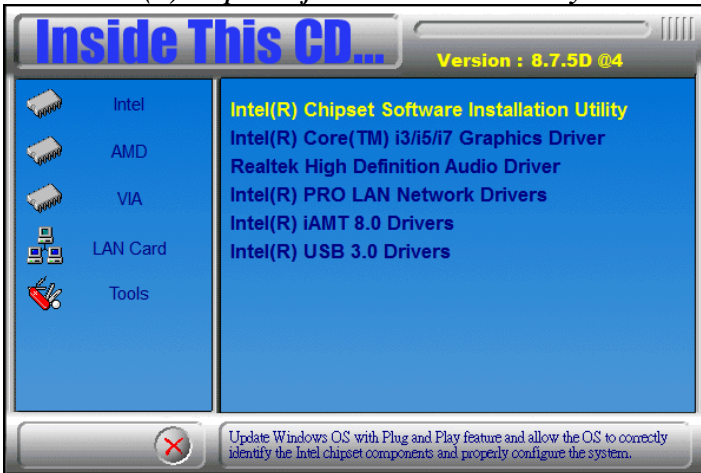 Inside This CD...
Version : 8.7.5D @4
Intel
AMD
VIA
LAN Card
Tools
Intel(R) Chipset Software Installation Utility
Intel(R) Core(TM) i3/i5/i7 Graphics Driver
Realtek High Definition Audio Driver
Intel(R) PRO LAN Network Drivers
Intel(R) iAMT 8.0 Drivers
Intel(R) USB 3.0 Drivers
Update Windows OS with Plug and Play feature and allow the OS to correctly
identify the Intel chipset components and properly configure the system.